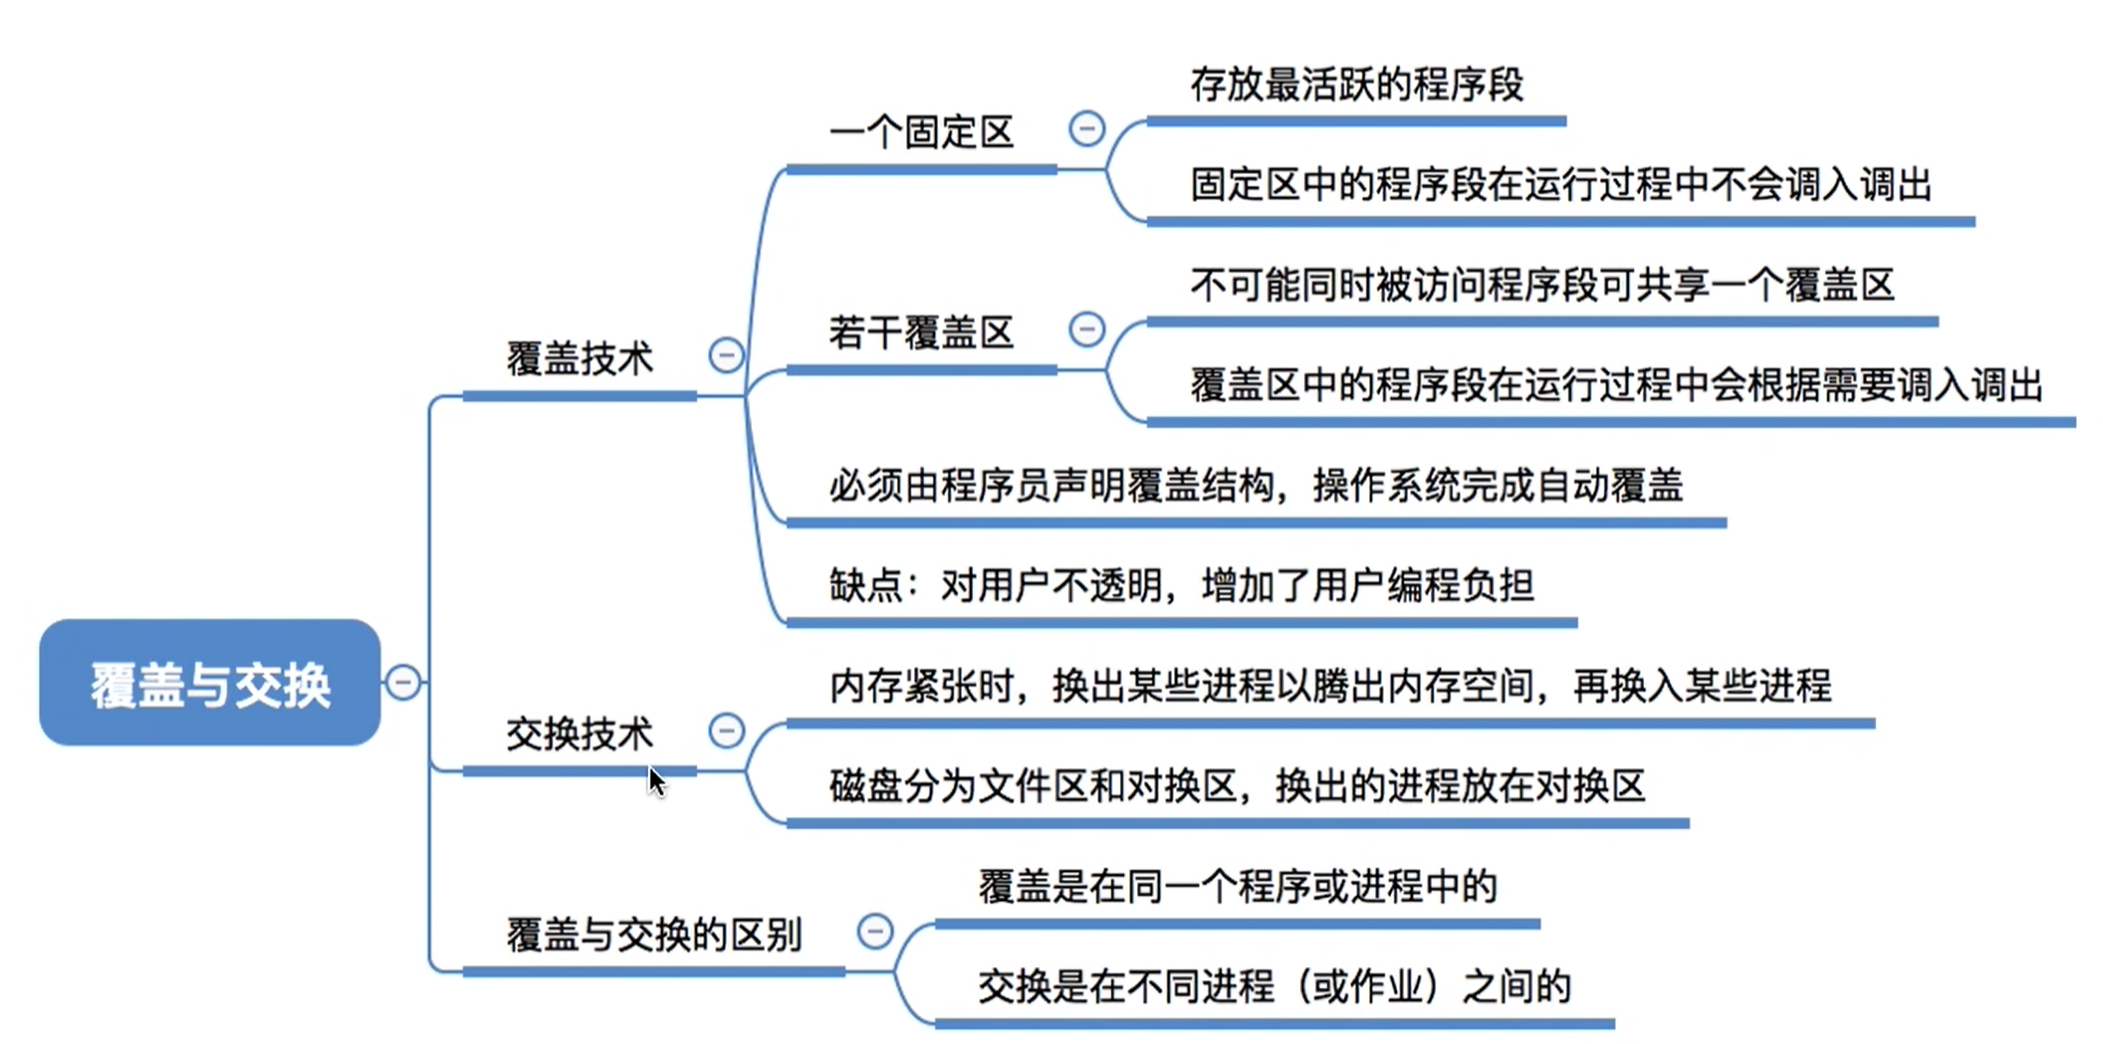 存放最活跃的程序段
一个固定区
固定区中的程序段在运行过程中不会调入调出
不可能同时被访问程序段可共享一个覆盖区
若干覆盖区
覆盖技术
覆盖区中的程序段在运行过程中会根据需要调入调出
必须由程序员声明覆盖结构，操作系统完成自动覆盖
缺点：对用户不透明，增加了用户编程负担
覆盖与交换
内存紧张时，换出某些进程以腾出内存空间，再换入某些进程
交换技术
磁盘分为文件区和对换区，换出的进程放在对换区
覆盖是在同一个程序或进程中的
覆盖与交换的区别
交换是在不同进程（或作业）之间的